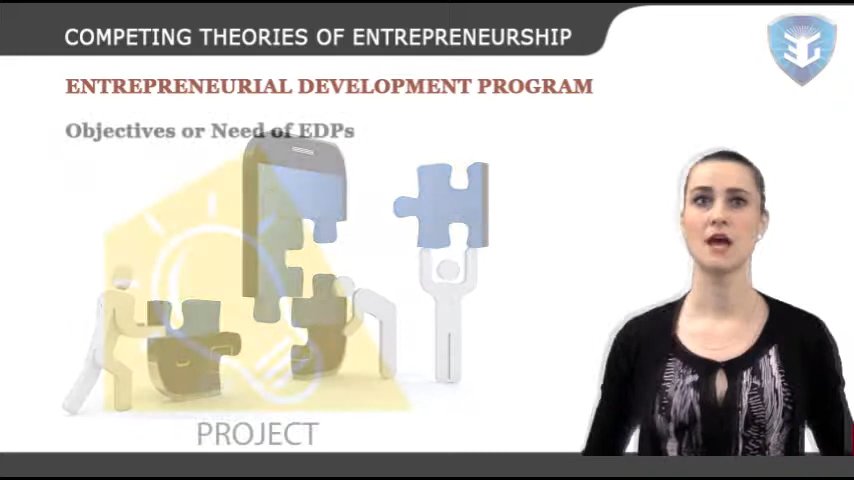 COMPETING THEORIES OF ENTREPRENEURSHIP
ENTREPRENEURIAL DEVELOPMENT PROGRAM
Objectives or Need of EDPs
PROJECT